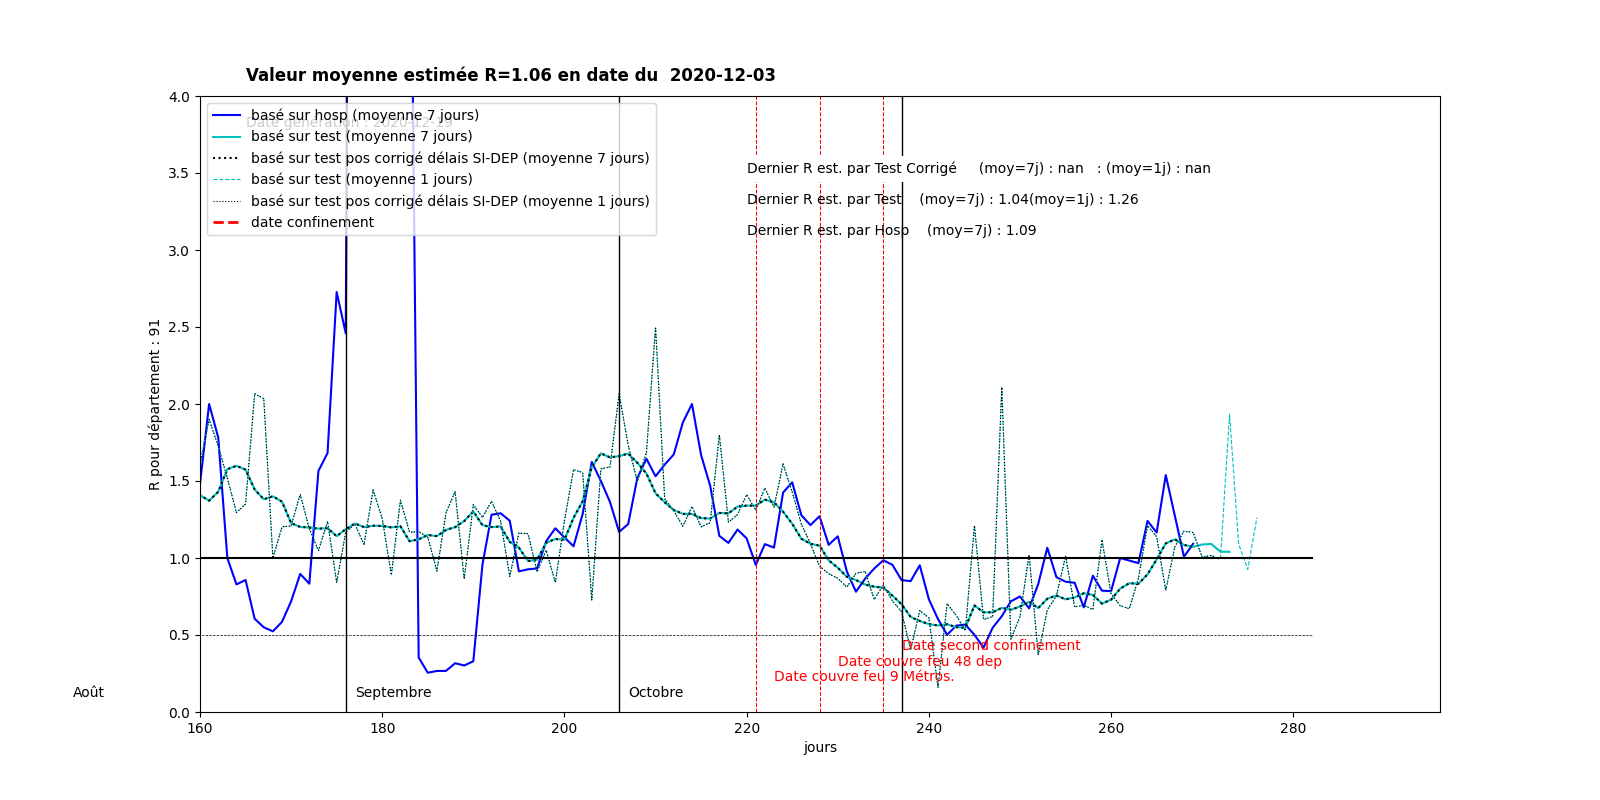 Valeur moyenne estimée R=1.06 en date du  2020-12-03
Date génération : 2020-12-19
basé sur hosp (moyenne 7 jours)
basé sur test (moyenne 7 jours)
basé sur test pos corrigé délais SI-DEP (moyenne 7 jours)
basé sur test (moyenne 1 jours)
basé sur test pos corrigé délais SI-DEP (moyenne 1 jours)
date confinement
Dernier R est. par Test Corrigé     (moy=7j) : nan   : (moy=1j) : nan
Dernier R est. par Test    (moy=7j) : 1.04(moy=1j) : 1.26
Dernier R est. par Hosp    (moy=7j) : 1.09
R pour département : 91
4.0
3.5
3.0
2.5
2.0
1.5
1.0
0.5
0.0
Date second confinement
Date couvre feu 48 dep
Date couvre feu 9 Métros.
Août
Septembre
Octobre
160
180
200
220
240
260
280
jours